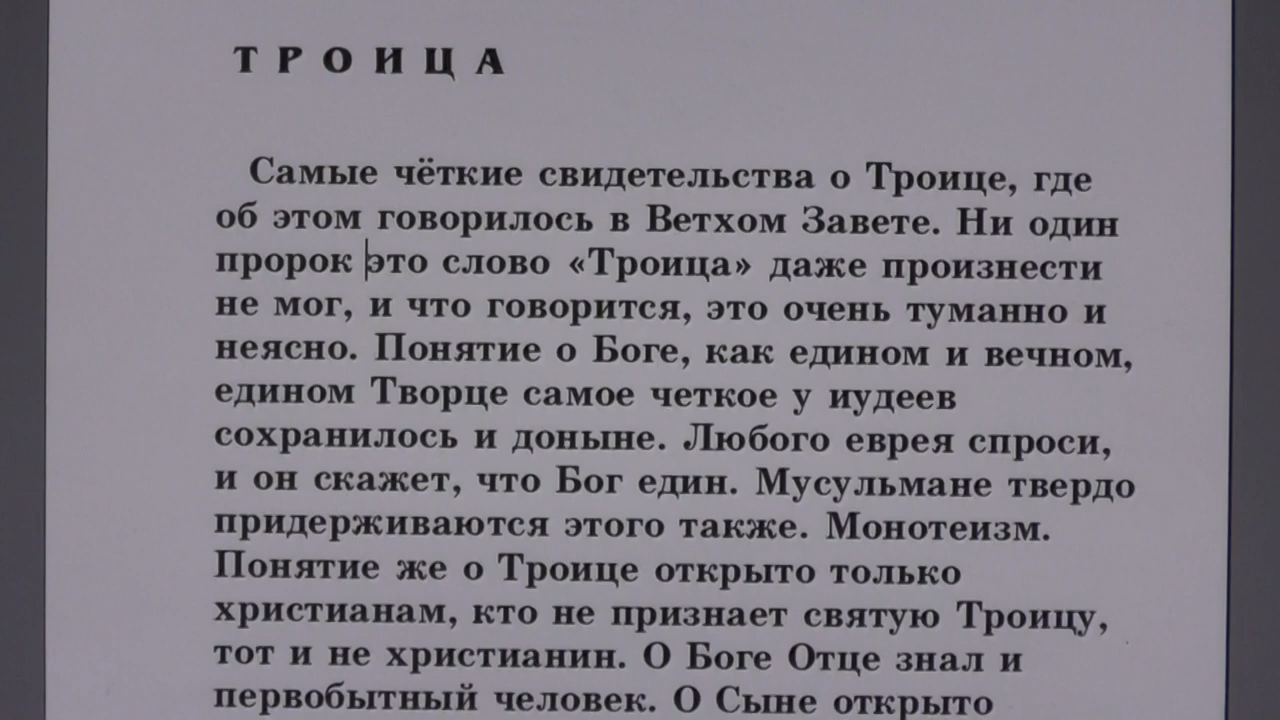 ТРОИЦА
Самые чёткие свидетельства о Троице, где
об этом говорилось в Ветхом Завете. Ни один
пророк это слово «Троица» даже произнести
не мог, и что говорится, это очень туманно и
неясно. Понятие о Боге, как едином и вечном,
едином Творце самое четкое у иудеев
сохранилось и доныне. Любого еврея спроси,
и он скажет, что Бог един. Мусульмане твердо
придерживаются этого также. Монотеизм.
Понятие же о Троице открыто только
христианам, кто не признает святую Троицу,
тот и не христианин. О Боге Отце знал и
первобытный человек. О Сыне открыто